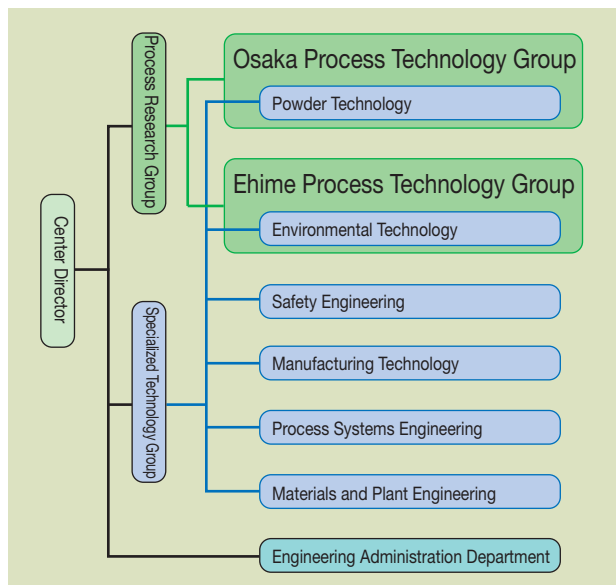 Center Director
Process Research Group
Specialized Technology Group
Osaka Process Technology Group
Powder Technology
Ehime Process Technology Group
Environmental Technology
Safety Engineering
Manufacturing Technology
Process Systems Engineering
Materials and Plant Engineering
Engineering Administration Department